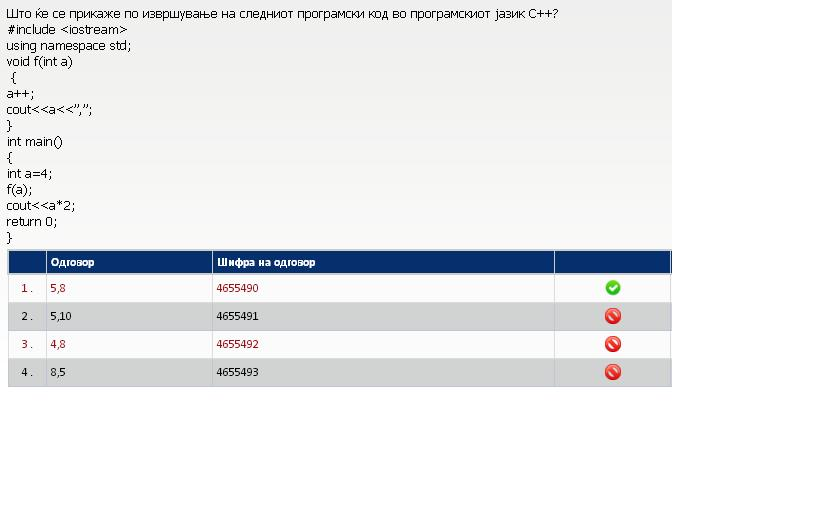 Што ќе се прикаже по извршување на следниот програмски код во програмскиот јазик C++?
#include <iostream>
using namespace std;
void f(int a)
{
a++;
cout<<a<<”,”;
}
int main()
{
int a=4;
f(a);
cout<<a*2;
return 0;
}
Одговор Шифра на одговор
1. 5,8 4655490
2. 5,10 4655491
3. 4,8 4655492
4. 8,5 4655493